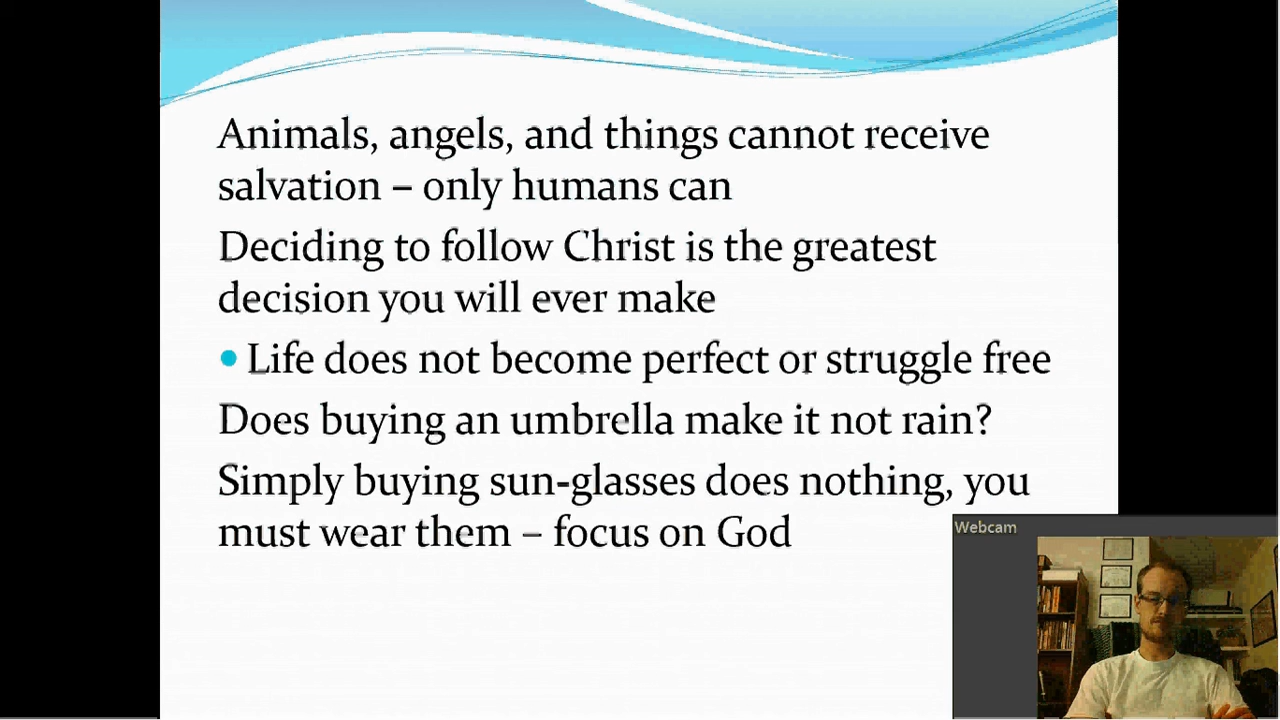 Animals, angels, and things cannot receive
salvation – only humans can
Deciding to follow Christ is the greatest
decision you will ever make
• Life does not become perfect or struggle free
Does buying an umbrella make it not rain?
Simply buying sun-glasses does nothing, you
must wear them – focus on God
Webcam